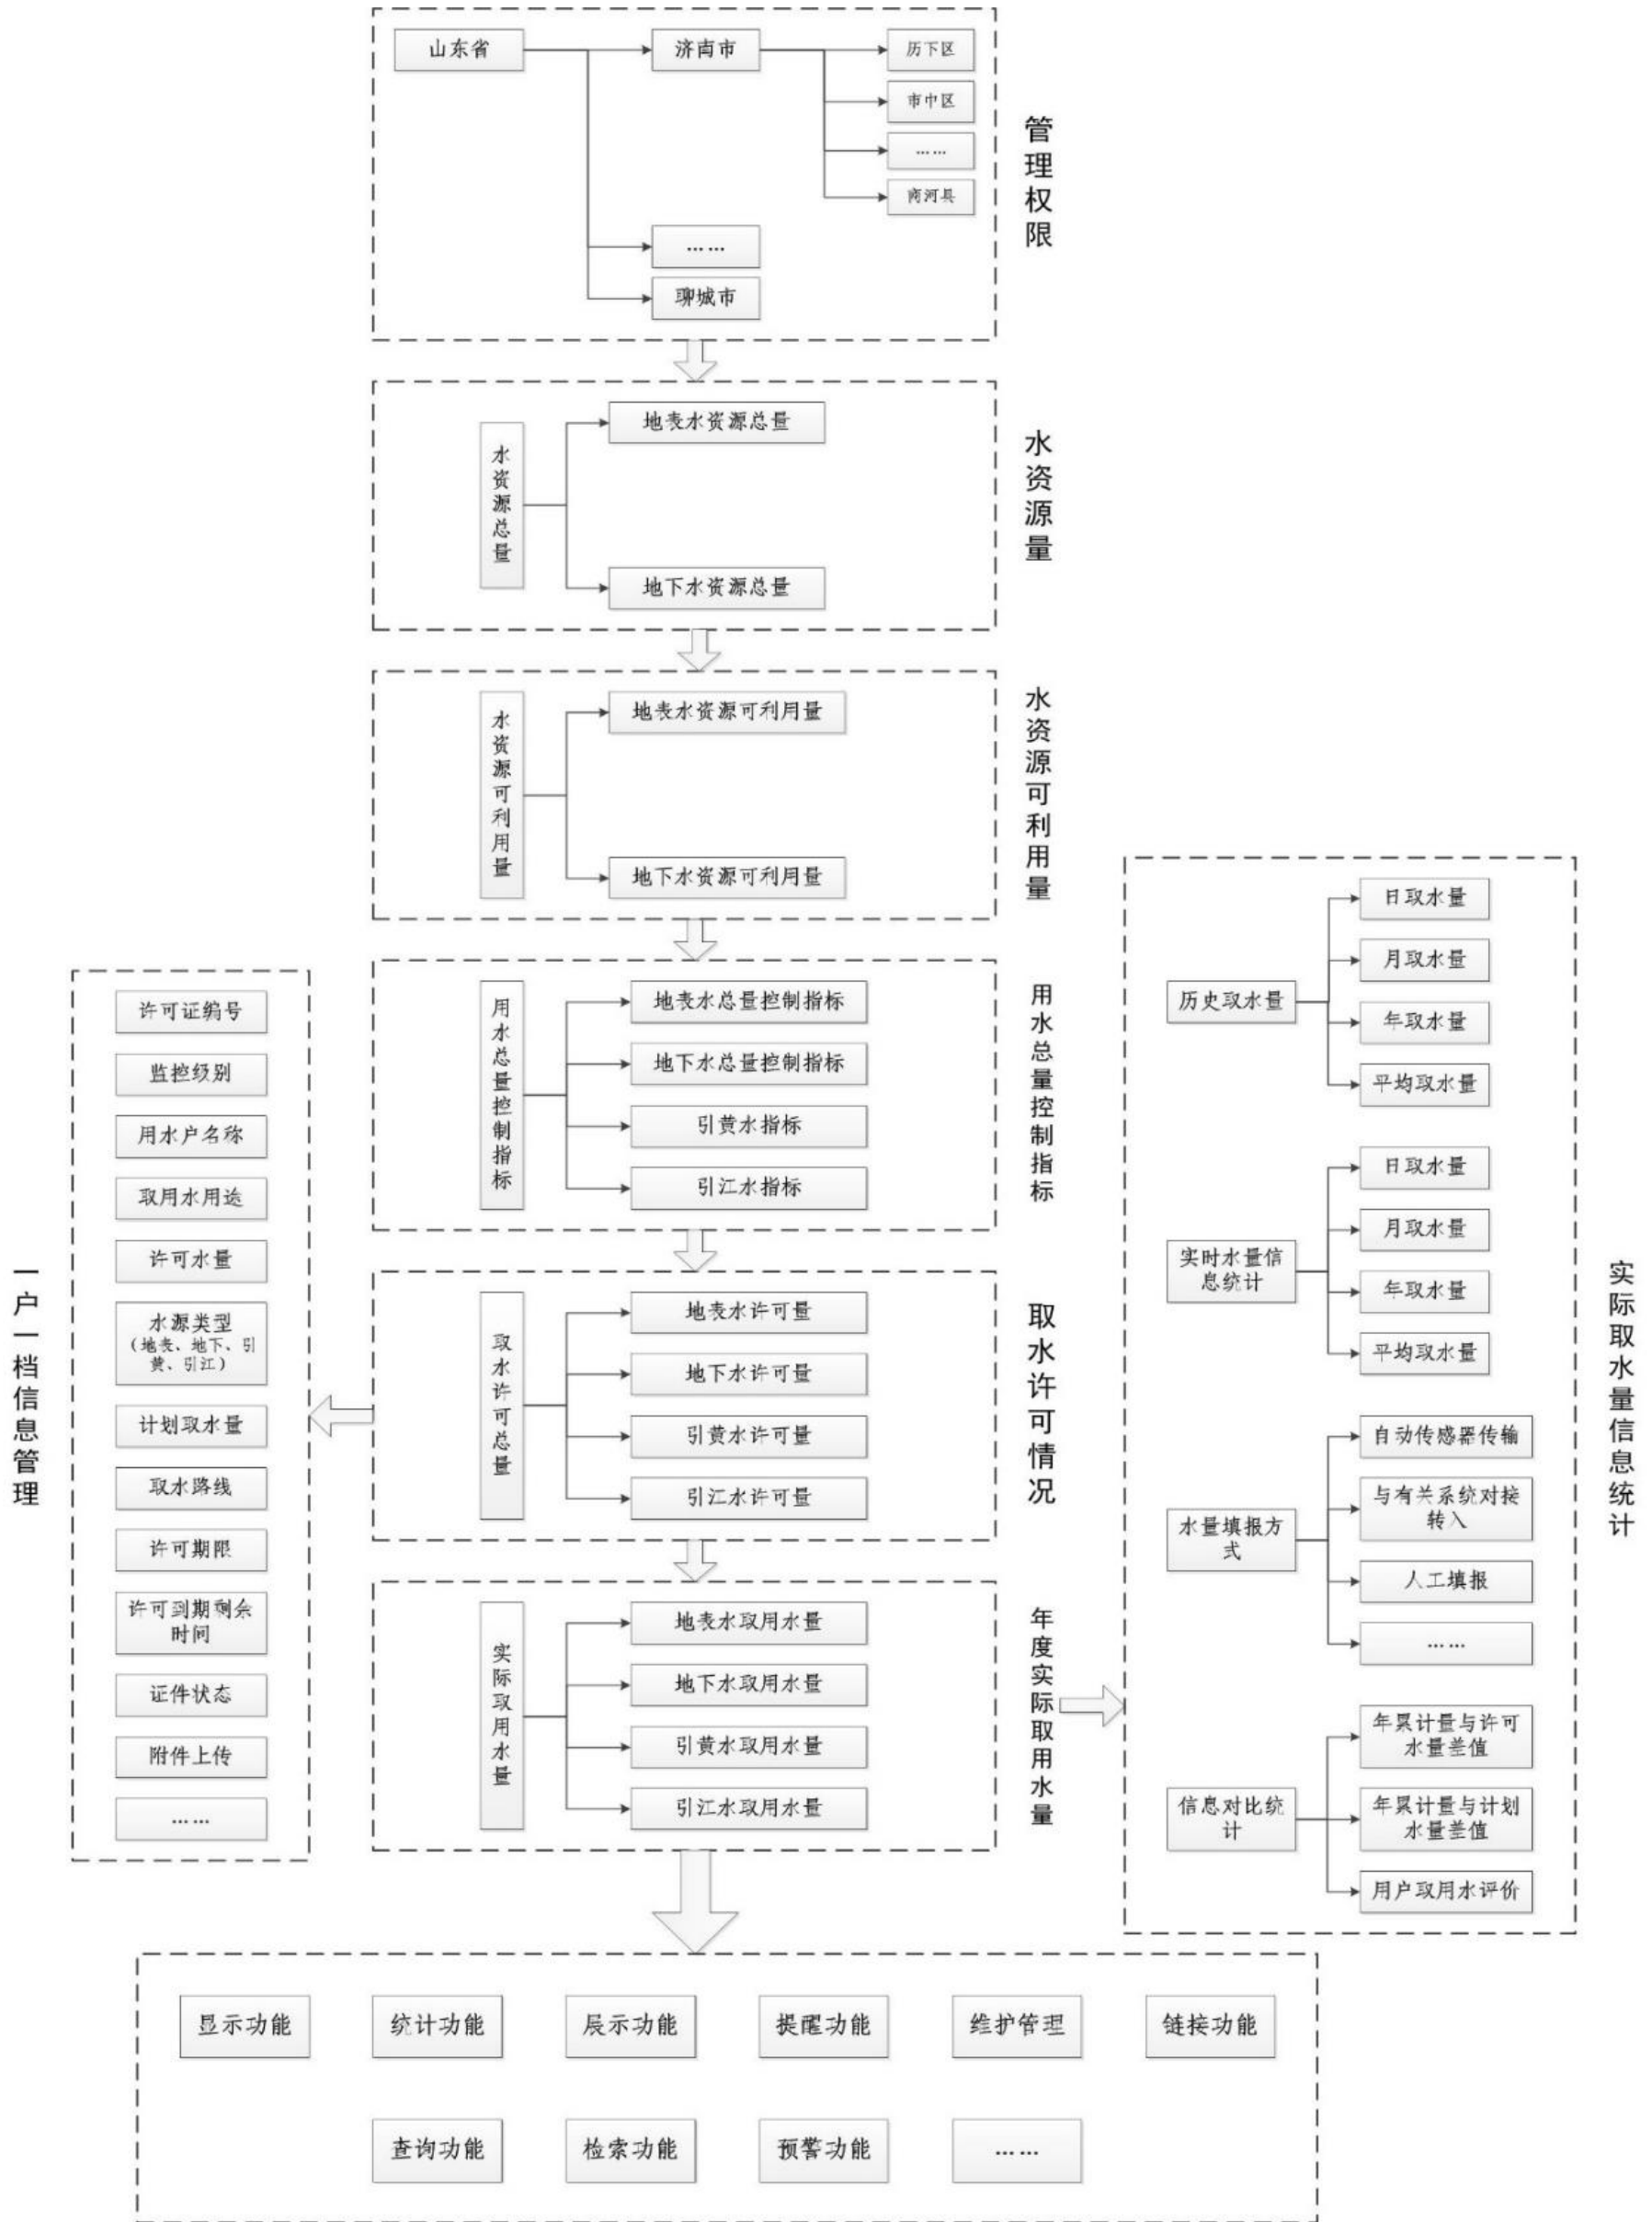 山东省
济南市
历下区
市中区
……
商河县
……
聊城市
管理权限
水资源总量
地表水资源总量
地下水资源总量
水资源量
水资源可利用量
地表水资源可利用量
地下水资源可利用量
水资源可利用量
用水总量控制指标
地表水总量控制指标
地下水总量控制指标
引黄水指标
引江水指标
用水总量控制指标
取水许可总量
地表水许可量
地下水许可量
引黄水许可量
引江水许可量
取水许可情况
实际取用水量
地表水取用水量
地下水取用水量
引黄水取用水量
引江水取用水量
年度实际取用水量
一户一档信息管理
许可证编号
监控级别
用水户名称
取用水用途
许可水量
水源类型
（地表、地下、引
黄、引江）
计划取水量
取水路线
许可期限
许可到期剩余
时间
证件状态
附件上传
……
历史取水量
日取水量
月取水量
年取水量
平均取水量
实时水量信
息统计
日取水量
月取水量
年取水量
平均取水量
水量填报方
式
自动传感器传输
与有关系统对接
转入
人工填报
……
信息对比统
计
年累计量与许可
水量差值
年累计量与计划
水量差值
用户取用水评价
实际取水量信息统计
显示功能
统计功能
展示功能
提醒功能
维护管理
链接功能
查询功能
检索功能
预警功能
……